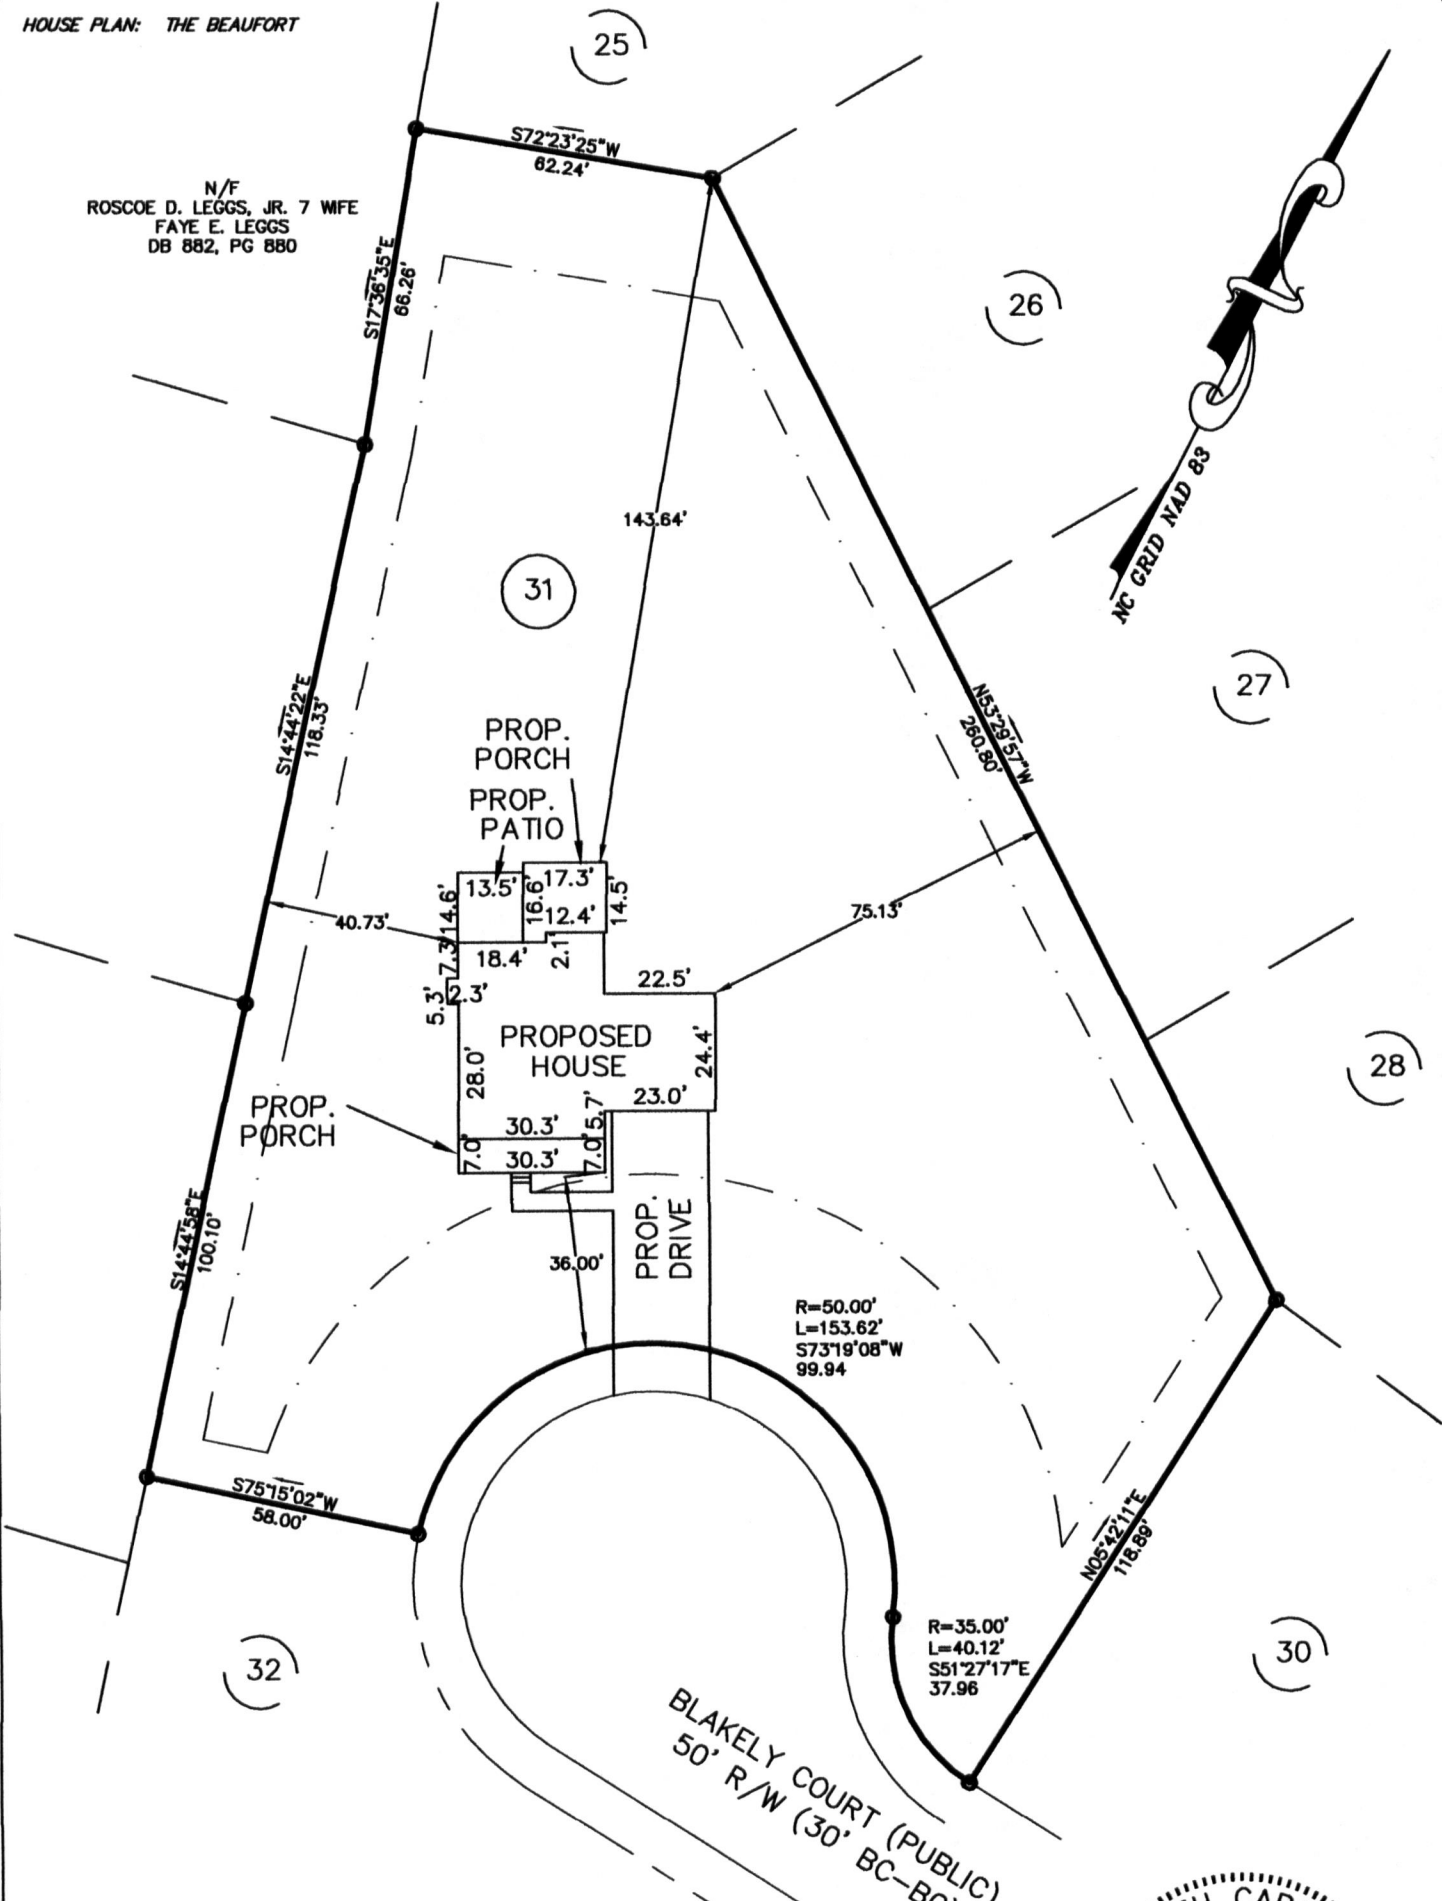 HOUSE PLAN: THE BEAUFORT
25
S72°23'25"W
62.24'
N/F
ROSCOE D. LEGGS, JR. 7 WIFE
FAYE E. LEGGS
DB 882, PG 880
S17°36'35"E
66.26'
26
NC GRID NAD 83
143.64'
31
27
S14°44'22"E
118.33'
N53°29'57"W
260.80'
PROP.
PORCH
PROP.
PATIO
13.5'
17.3'
14.6'
16.6'
14.5'
12.4'
40.73'
75.13'
7.3'
18.4'
2.1'
22.5'
5.3'
2.3'
PROPOSED
HOUSE
24.4'
28.0'
28
23.0'
5.7'
PROP.
PORCH
30.3'
7.0'
30.3'
7.0'
PROP.
DRIVE
S14°44'58"E
100.10'
36.00'
R=50.00'
L=153.62'
S73°19'08"W
99.94
S75°15'02"W
58.00'
N05°42'11"E
118.89'
32
R=35.00'
L=40.12'
S51°27'17"E
37.96
30
BLAKELY COURT (PUBLIC)
50' R/W (30' BC-BC)